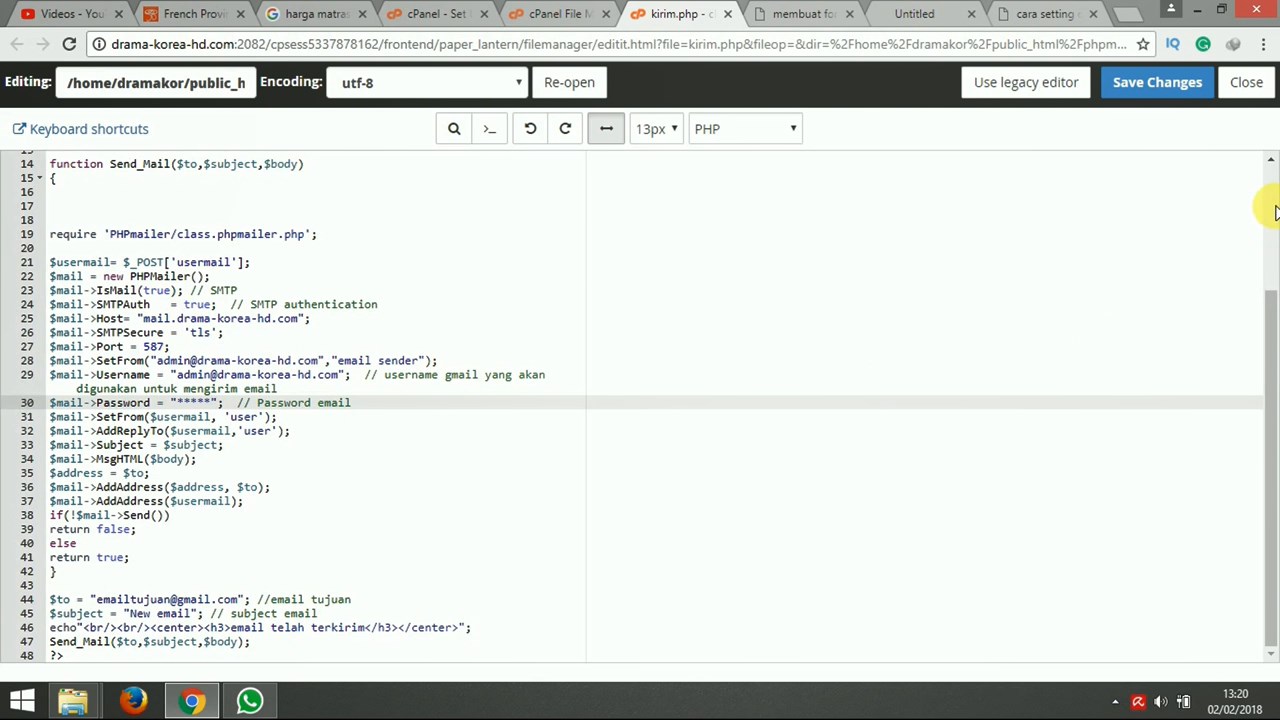 Videos - You
French Provi
harga matras
cPanel - Set
cPanel File M
kirim.php - c
membuat for
Untitled
cara setting
drama-korea-hd.com:2082/cpsess5337878162/frontend/paper_lantern/filemanager/editit.html?file=kirim.php&fileop=&dir=%2Fhome%2Fdramakor%2Fpublic_html%2Fphpm...
Editing: /home/dramakor/public_h Encoding: utf-8 Re-open Use legacy editor Save Changes Close
Keyboard shortcuts 13px PHP
14 function Send_Mail($to,$subject,$body)
15 {
16
17
18
19 require 'PHPmailer/class.phpmailer.php';
20
21 $usermail= $_POST['usermail'];
22 $mail = new PHPMailer();
23 $mail->IsMail(true); // SMTP
24 $mail->SMTPAuth = true; // SMTP authentication
25 $mail->Host= "mail.drama-korea-hd.com";
26 $mail->SMTPSecure = 'tls';
27 $mail->Port = 587;
28 $mail->SetFrom("admin@drama-korea-hd.com","email sender");
29 $mail->Username = "admin@drama-korea-hd.com"; // username gmail yang akan
digunakan untuk mengirim email
30 $mail->Password = "*****"; // Password email
31 $mail->SetFrom($usermail, 'user');
32 $mail->AddReplyTo($usermail,'user');
33 $mail->Subject = $subject;
34 $mail->MsgHTML($body);
35 $address = $to;
36 $mail->AddAddress($address, $to);
37 $mail->AddAddress($usermail);
38 if(!$mail->Send())
39 return false;
40 else
41 return true;
42 }
43
44 $to = "emailtujuan@gmail.com"; //email tujuan
45 $subject = "New email"; // subject email
46 echo"<br/><br/><center><h3>email telah terkirim</h3></center>";
47 Send_Mail($to,$subject,$body);
48 ?>
13:20
02/02/2018